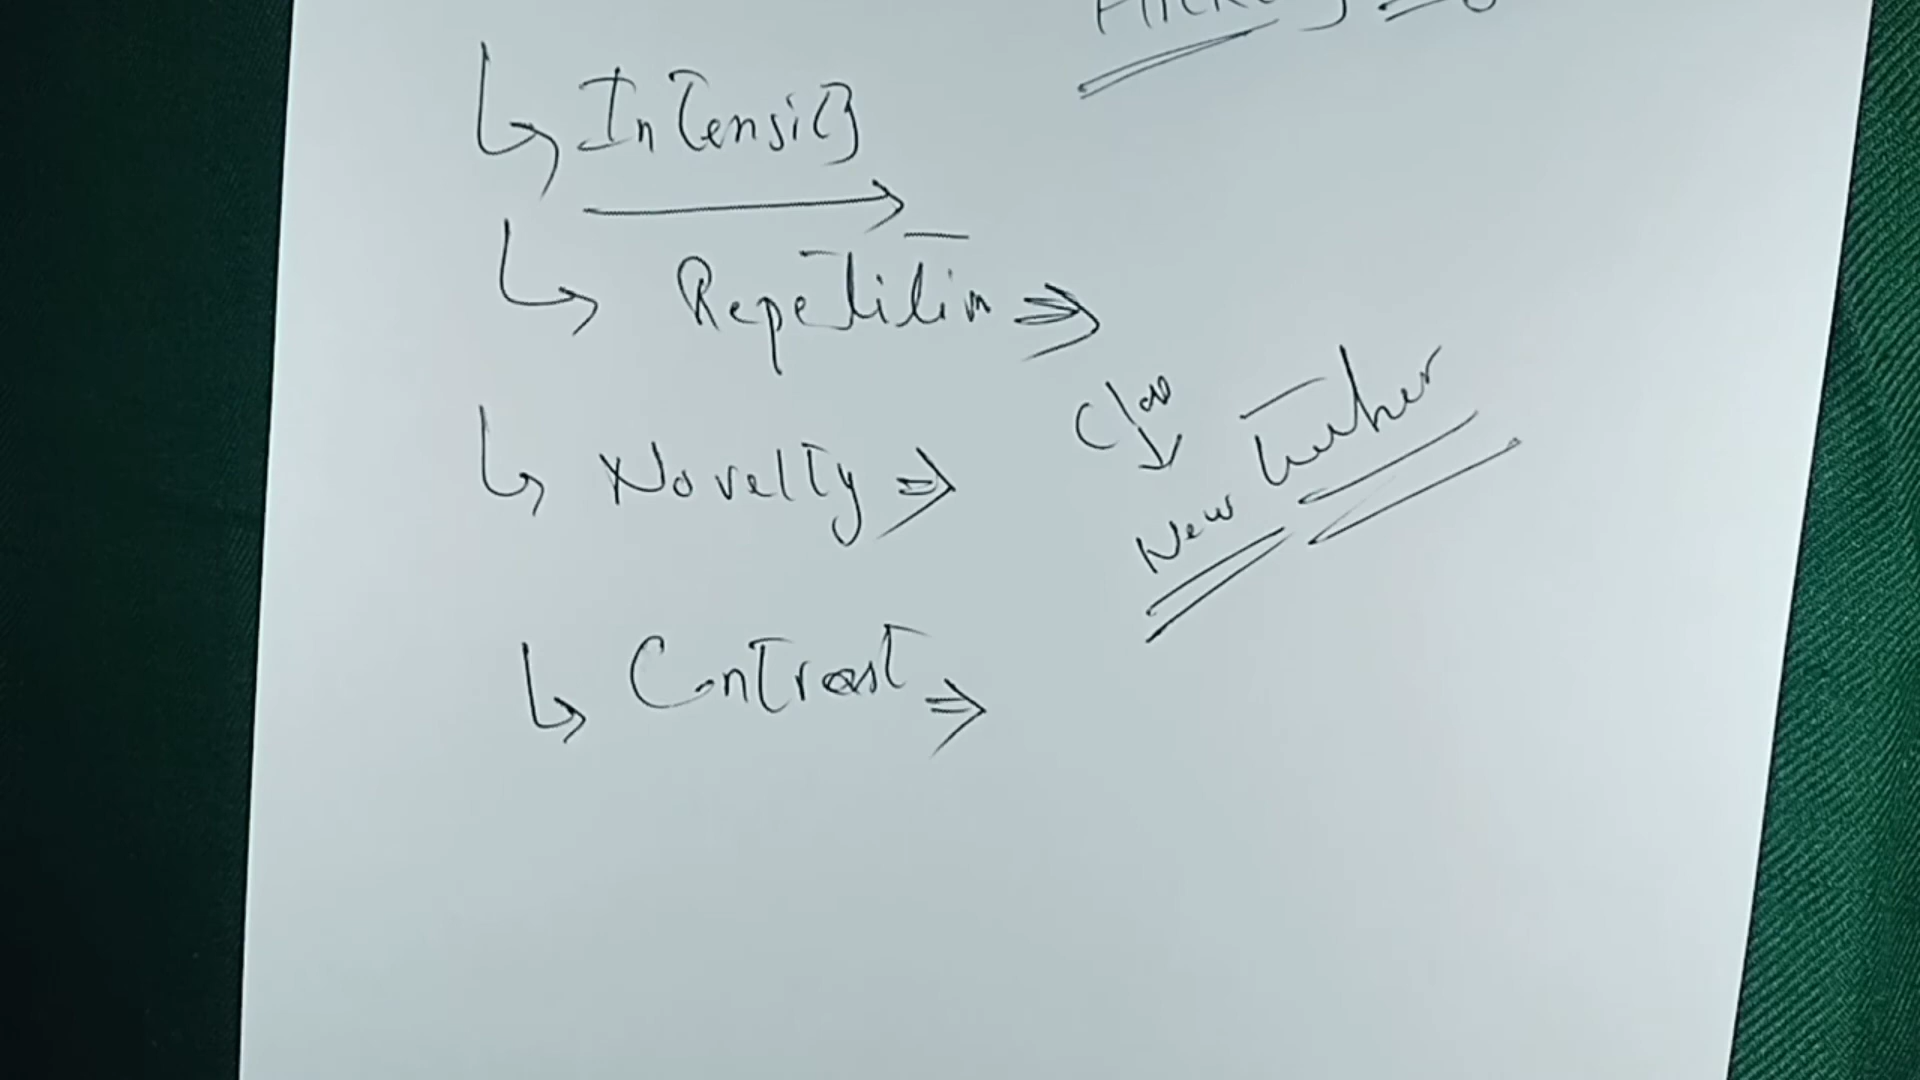 Intensity
Repetition
Class
Novelty
New teacher
Contrast